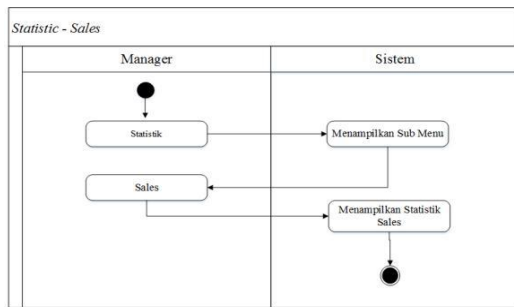 Statistic - Sales
Manager
Sistem
Statistik
Menampilkan Sub Menu
Sales
Menampilkan Statistik
Sales